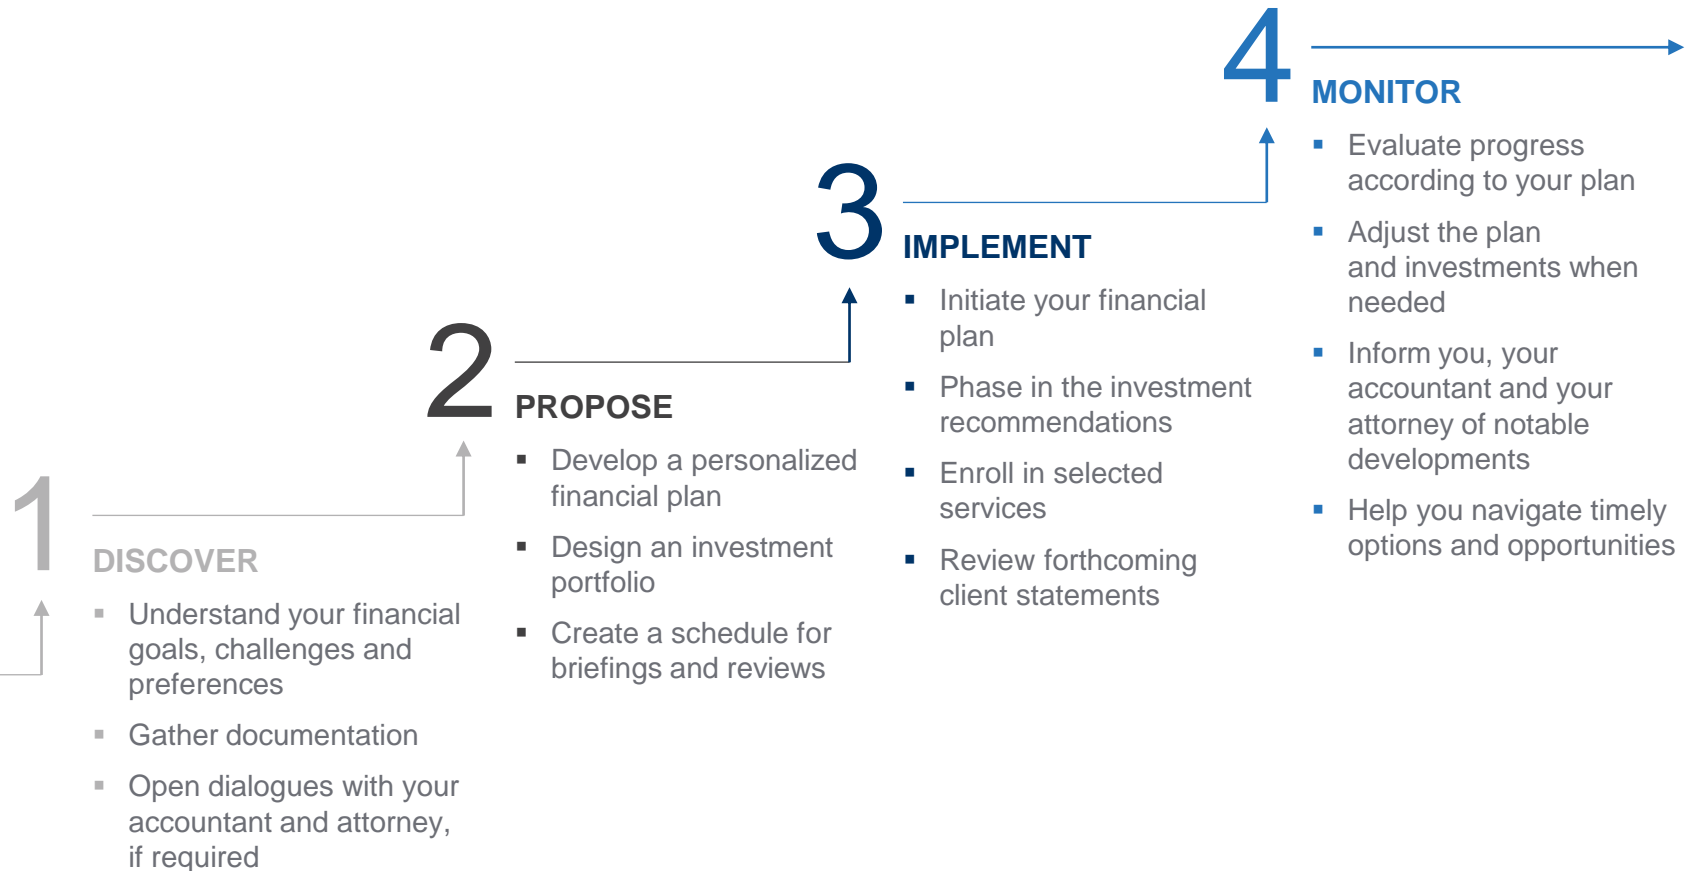 1
DISCOVER
▪ Understand your financial
goals, challenges and
preferences
▪ Gather documentation
▪ Open dialogues with your
accountant and attorney,
if required
2
PROPOSE
▪ Develop a personalized
financial plan
▪ Design an investment
portfolio
▪ Create a schedule for
briefings and reviews
3
IMPLEMENT
▪ Initiate your financial
plan
▪ Phase in the investment
recommendations
▪ Enroll in selected
services
▪ Review forthcoming
client statements
4
MONITOR
▪ Evaluate progress
according to your plan
▪ Adjust the plan
and investments when
needed
▪ Inform you, your
accountant and your
attorney of notable
developments
▪ Help you navigate timely
options and opportunities